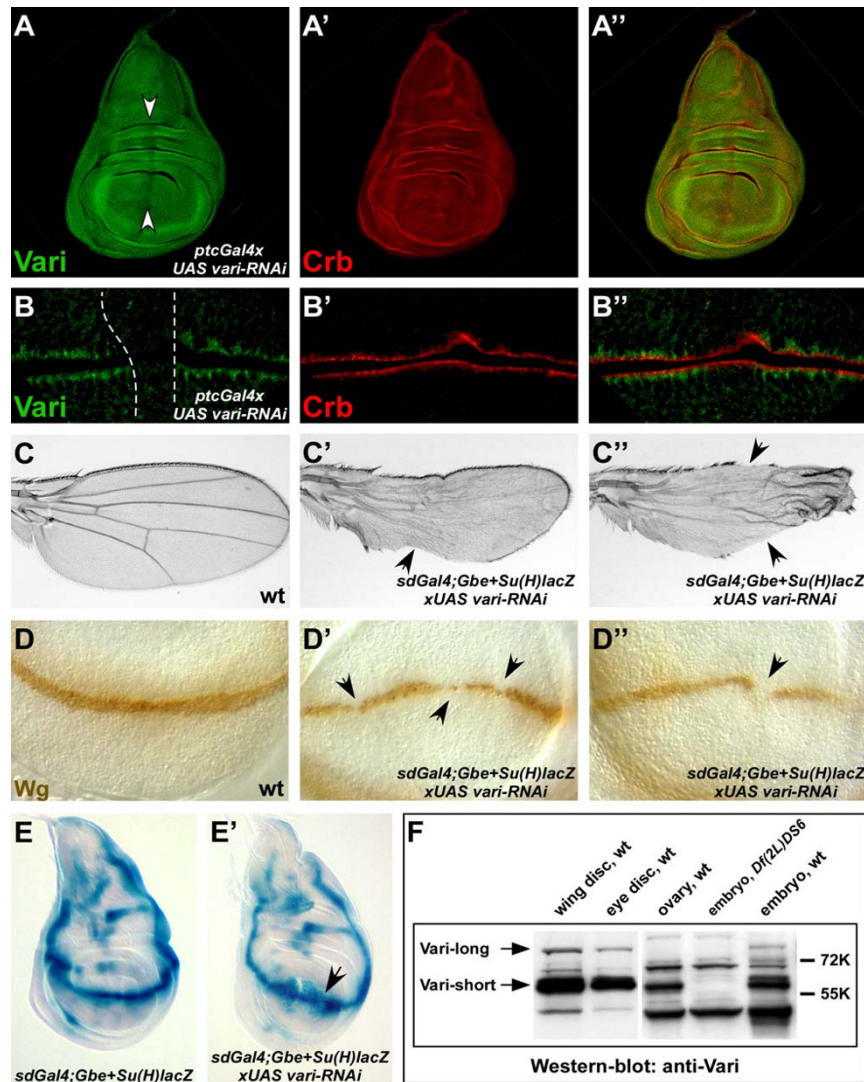 A
A'
A''
Vari
ptcGal4x
UAS vari-RNAi
Crb
B
B'
B''
Vari
ptcGal4x
UAS vari-RNAi
Crb
C
C'
C''
wt
sdGal4;Gbe+Su(H)lacZ
xUAS vari-RNAi
sdGal4;Gbe+Su(H)lacZ
xUAS vari-RNAi
D
D'
D''
Wg
wt
sdGal4;Gbe+Su(H)lacZ
xUAS vari-RNAi
sdGal4;Gbe+Su(H)lacZ
xUAS vari-RNAi
E
E'
sdGal4;Gbe+Su(H)lacZ
sdGal4;Gbe+Su(H)lacZ
xUAS vari-RNAi
F
wing disc, wt
eye disc, wt
ovary, wt
embryo, Df(2L)DS6
embryo, wt
Vari-long
Vari-short
72K
55K
Western-blot: anti-Vari